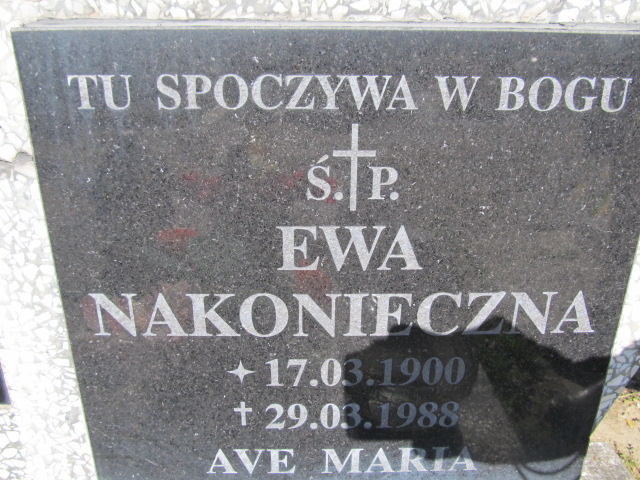 TU SPOCZYWA W BOGU
Ś. P.
EWA
NAKONIECZNA
17.03.1900
† 29.03.1988
AVE MARIA